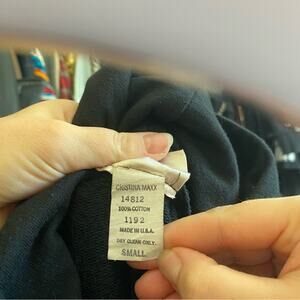 CRISTINA MAXX
14812
100% COTTON
1192
MADE IN U.S.A.
DRY CLEAN ONLY.
SMALL